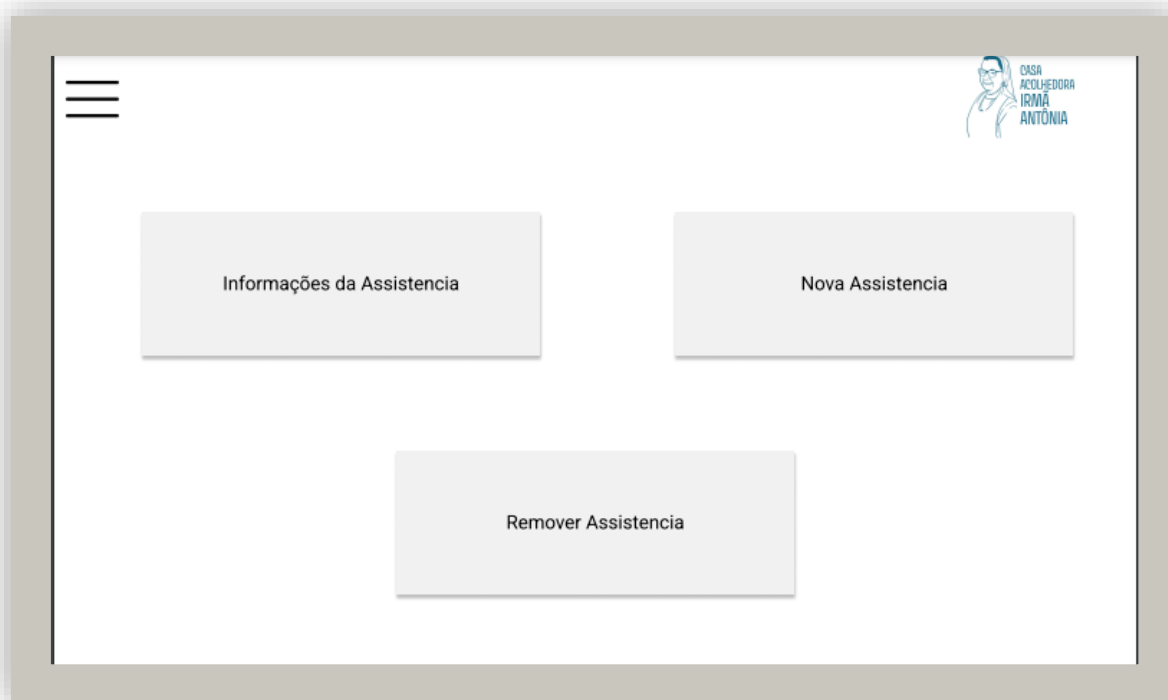 CASA
ACOLHEDORA
IRMÃ
ANTÔNIA
Informações da Assistencia
Nova Assistencia
Remover Assistencia